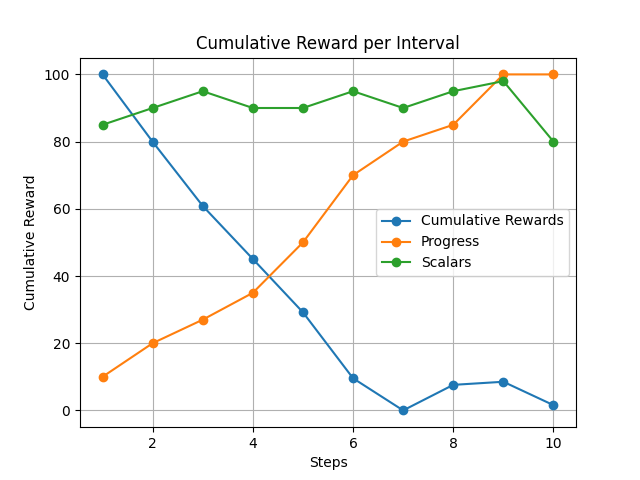 Cumulative Reward per Interval
100
80
60
40
20
0
Cumulative Reward
Cumulative Rewards
Progress
Scalars
2 4 6 8 10
Steps